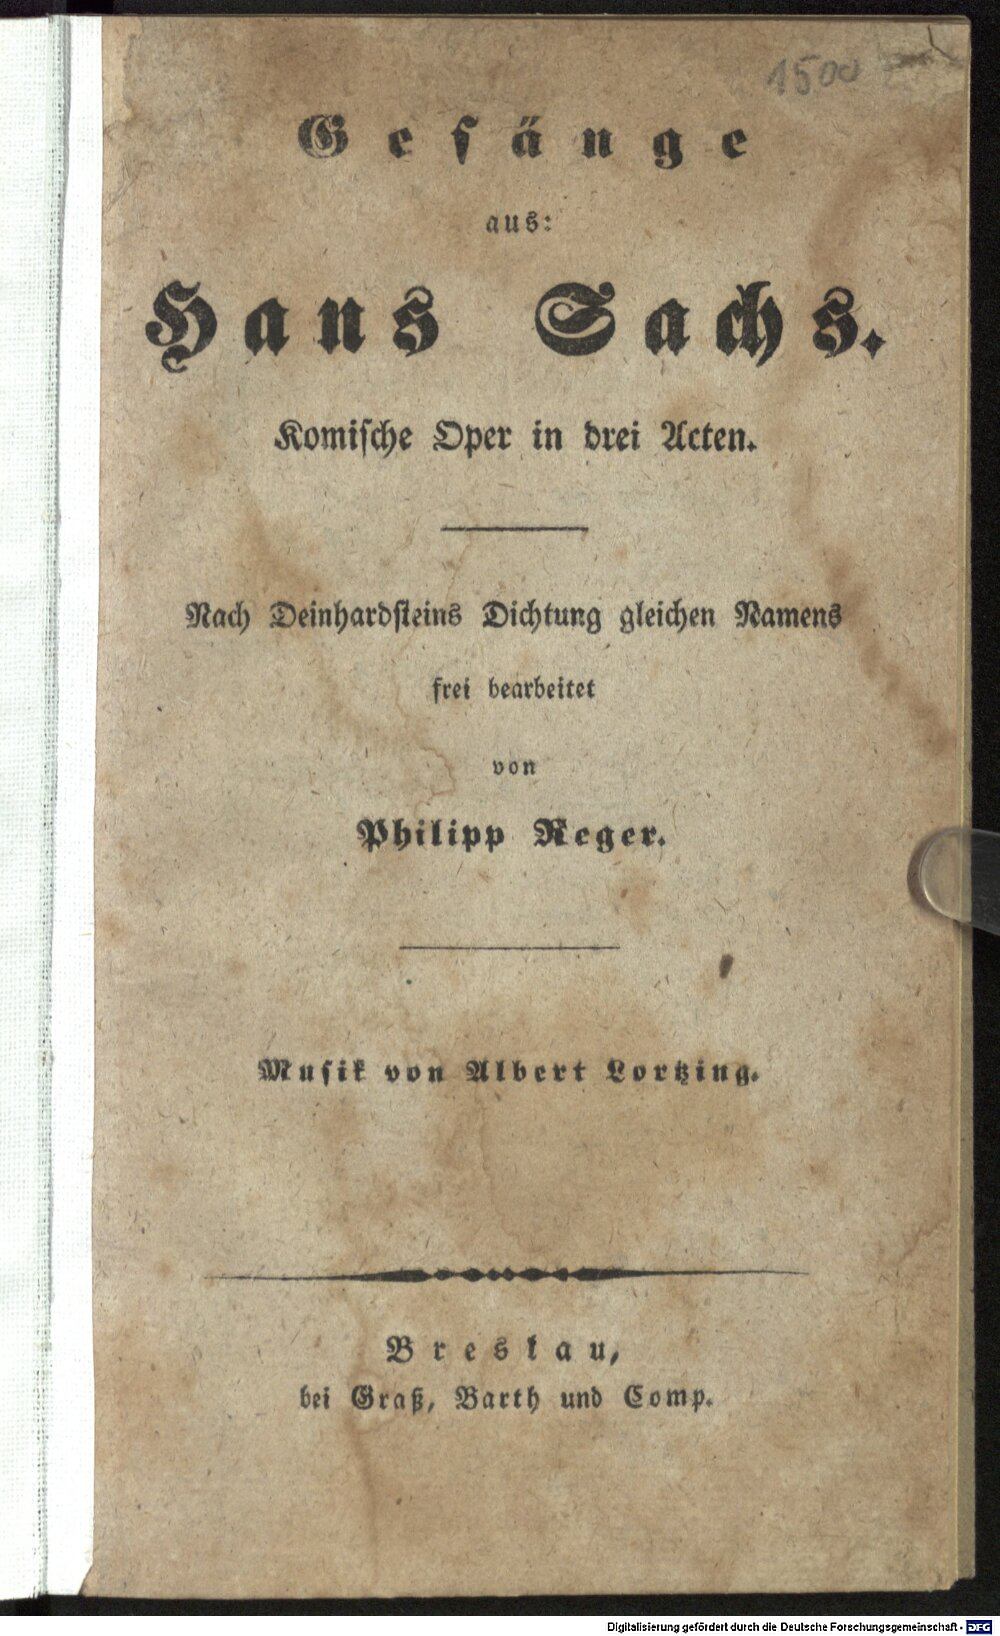 1500
Gesänge
aus:
Hans Sachs.
Komische Oper in drei Acten.
Nach Deinhardsteins Dichtung gleichen Namens
frei bearbeitet
von
Philipp Reger.
Musik von Albert Lortzing.
Breslau,
bei Graß, Barth und Comp.
Digitalisierung gefördert durch die Deutsche Forschungsgemeinschaft - DFG